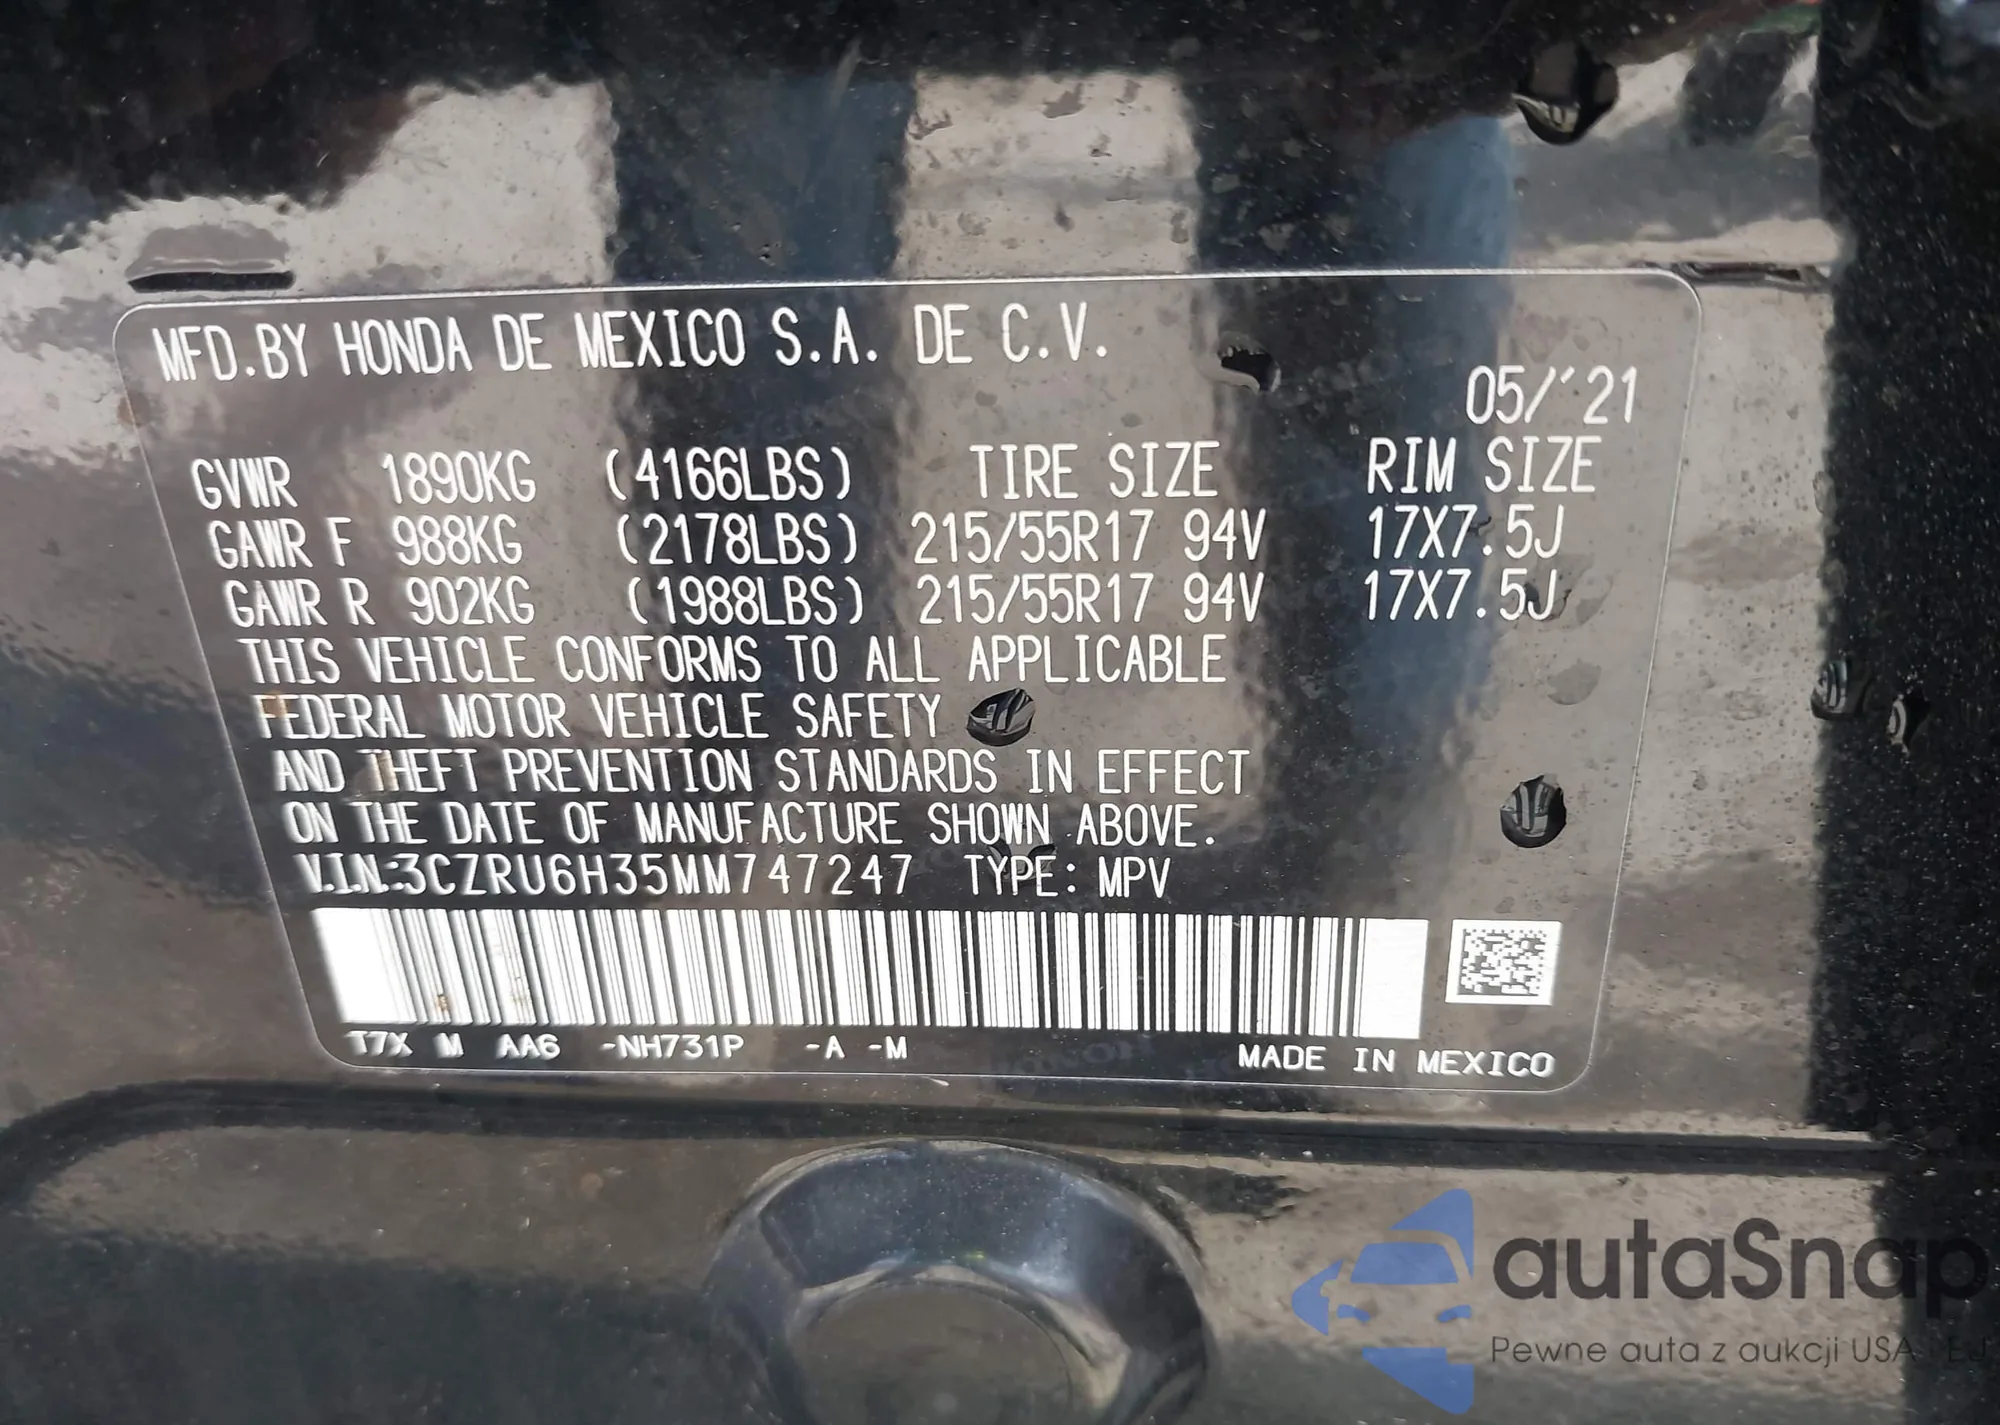 MFD.BY HONDA DE MEXICO S.A. DE C.V.
05/'21
GVWR 1890KG (4166LBS) TIRE SIZE RIM SIZE
GAWR F 988KG (2178LBS) 215/55R17 94V 17X7.5J
GAWR R 902KG (1988LBS) 215/55R17 94V 17X7.5J
THIS VEHICLE CONFORMS TO ALL APPLICABLE
FEDERAL MOTOR VEHICLE SAFETY
AND THEFT PREVENTION STANDARDS IN EFFECT
ON THE DATE OF MANUFACTURE SHOWN ABOVE.
V.I.N.:3CZRU6H35MM747247 TYPE: MPV
T7X M AA6 -NH731P -A -M MADE IN MEXICO
autaSnap
Pewne auta z aukcji USA i EU